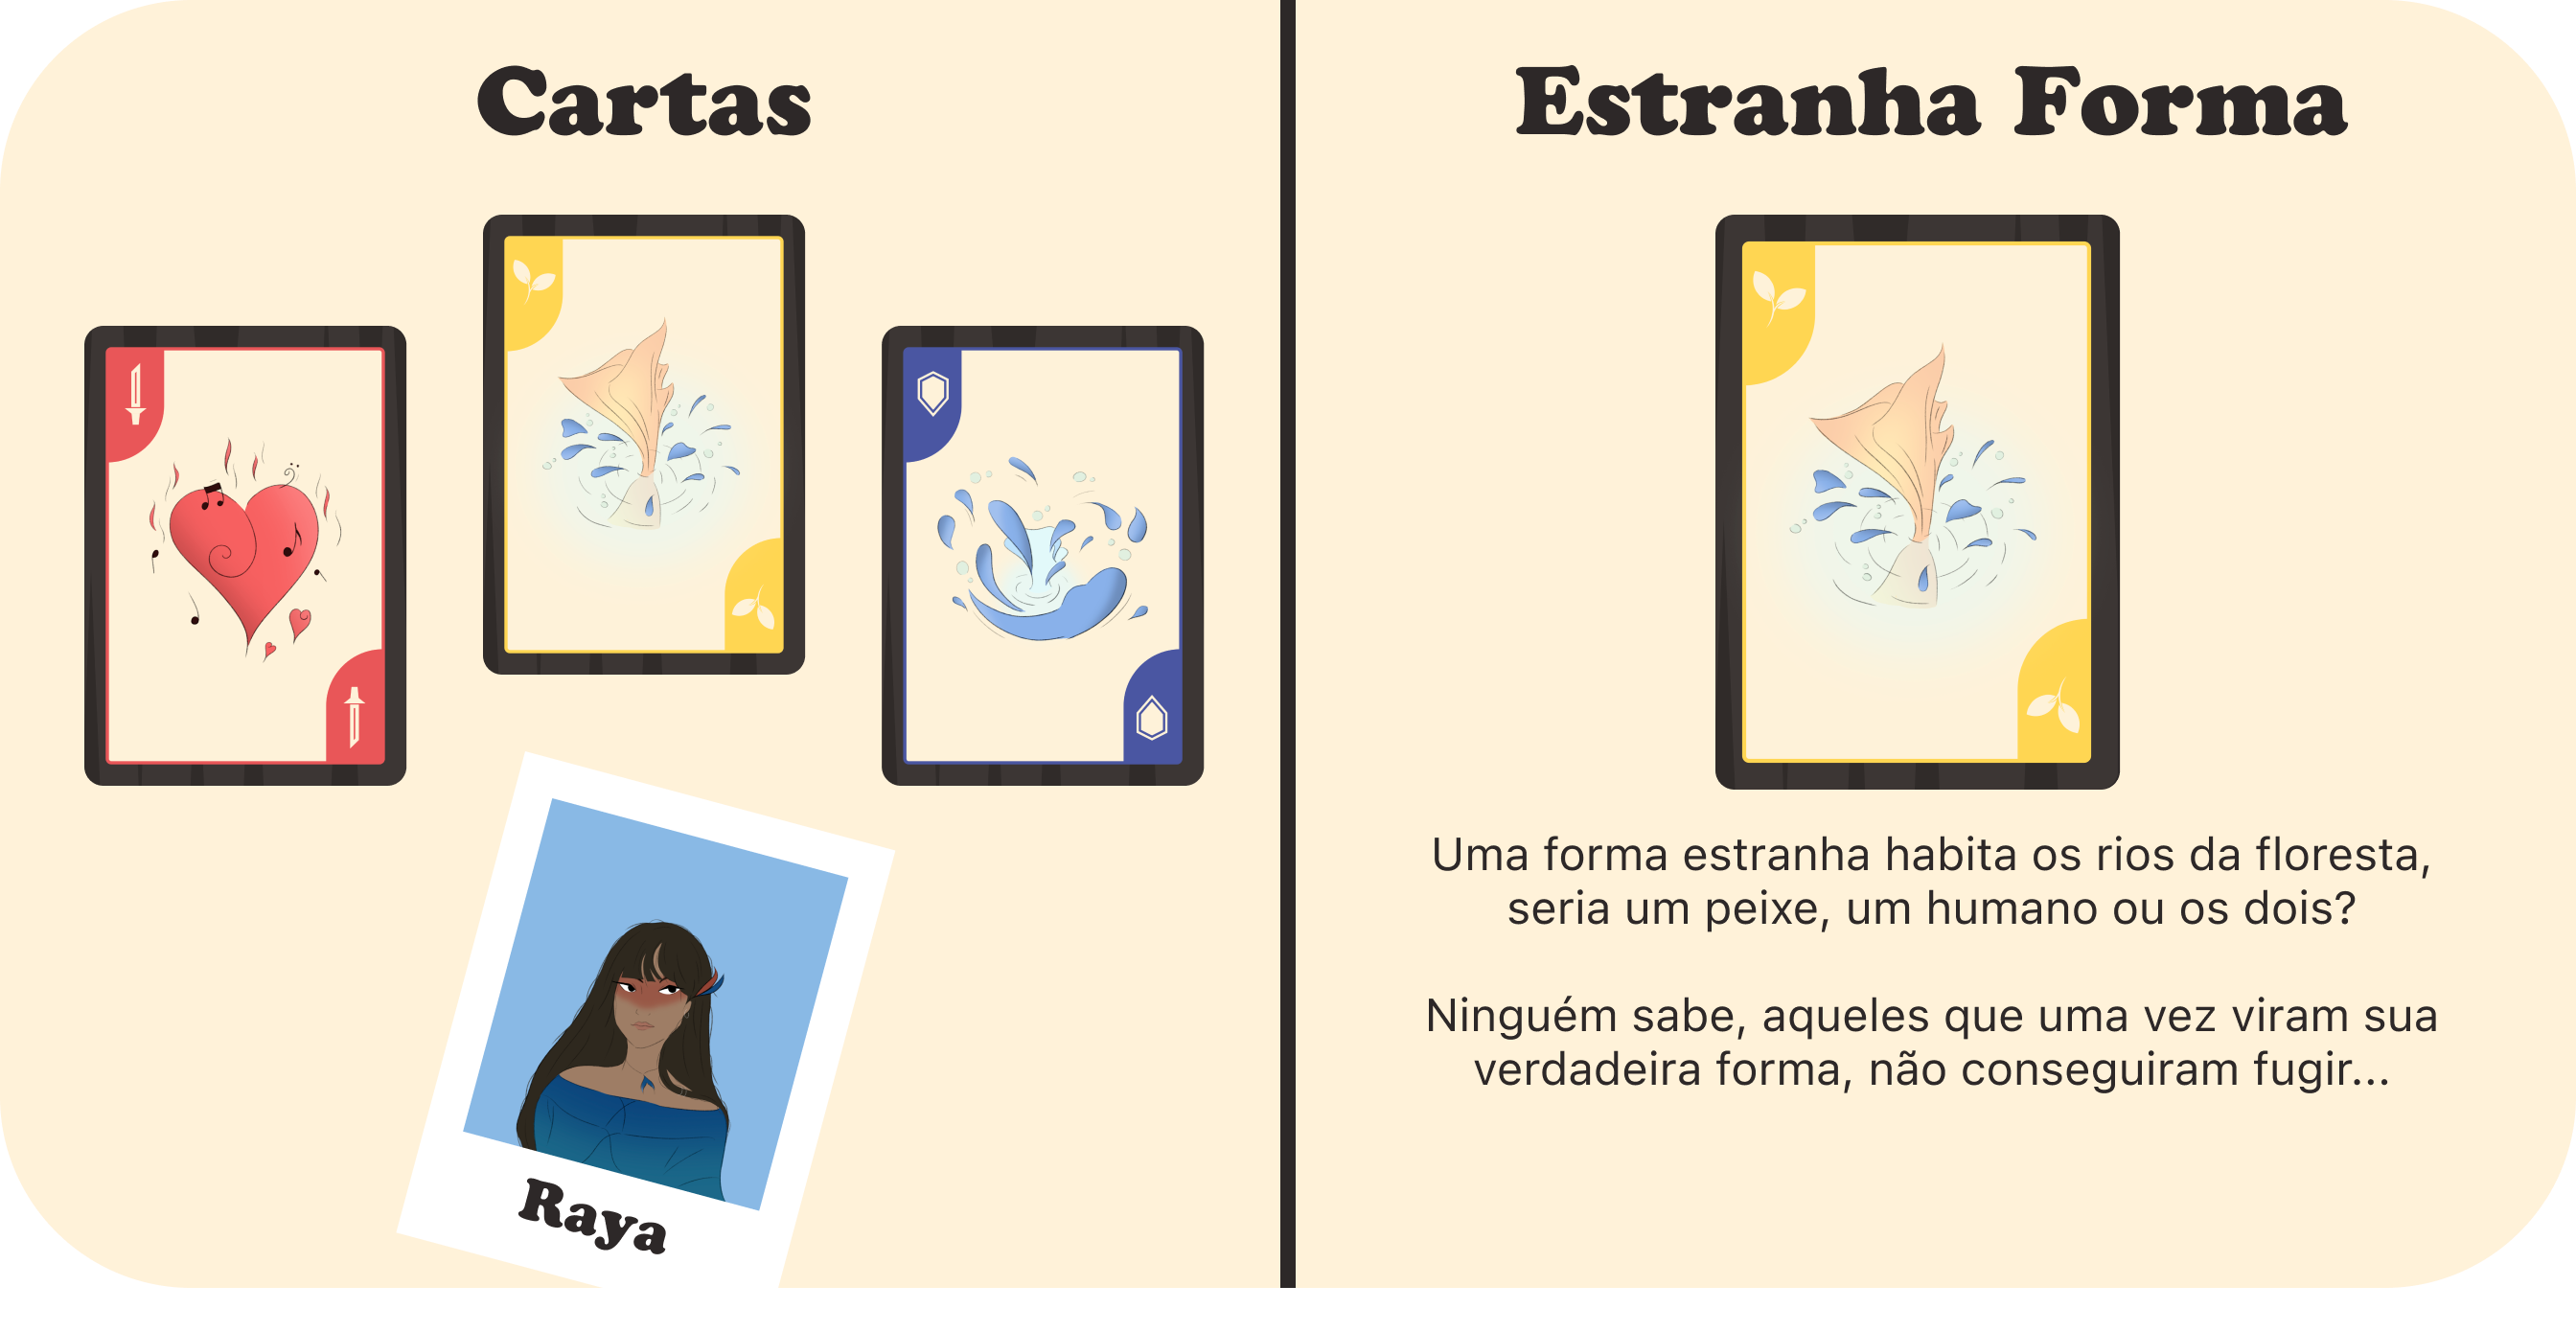 Cartas
Raya
Estranha Forma
Uma forma estranha habita os rios da floresta,
seria um peixe, um humano ou os dois?
Ninguém sabe, aqueles que uma vez viram sua
verdadeira forma, não conseguiram fugir...